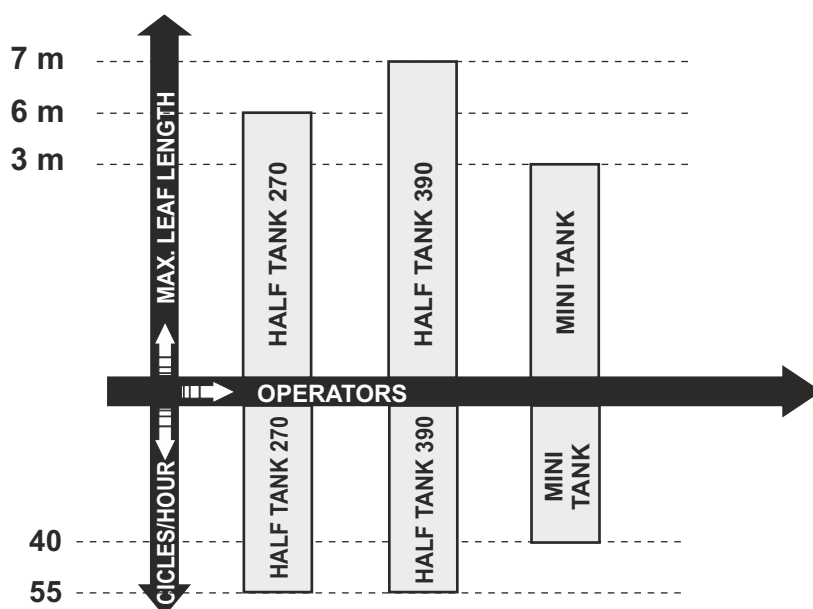 7 m
6 m
3 m
MAX. LEAF LENGTH
HALF TANK 270
HALF TANK 390
MINI TANK
OPERATORS
CICLES/HOUR
HALF TANK 270
HALF TANK 390
MINI
TANK
40
55